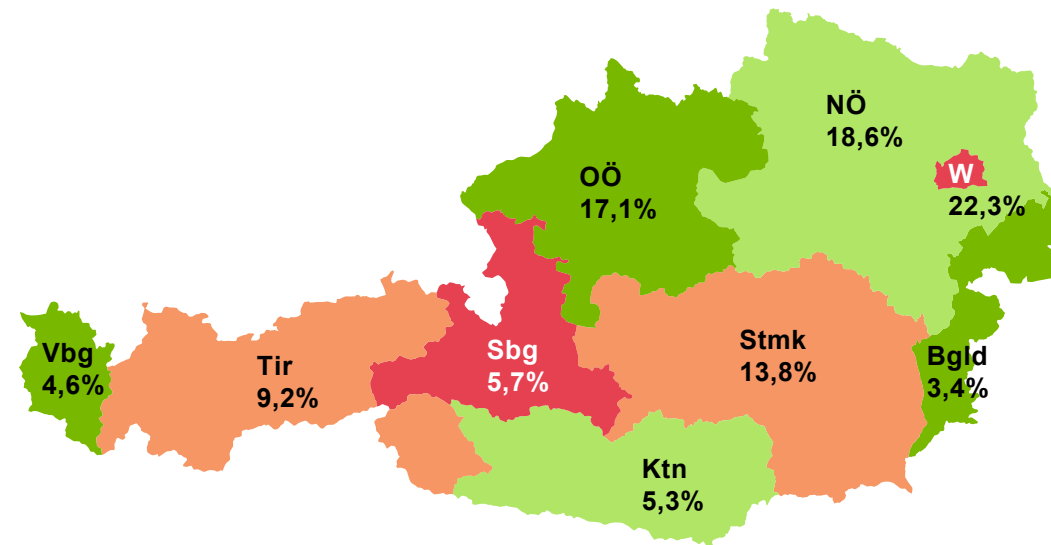 NÖ
18,6%
W
22,3%
OÖ
17,1%
Vbg
4,6%
Tir
9,2%
Sbg
5,7%
Stmk
13,8%
Bgld
3,4%
Ktn
5,3%